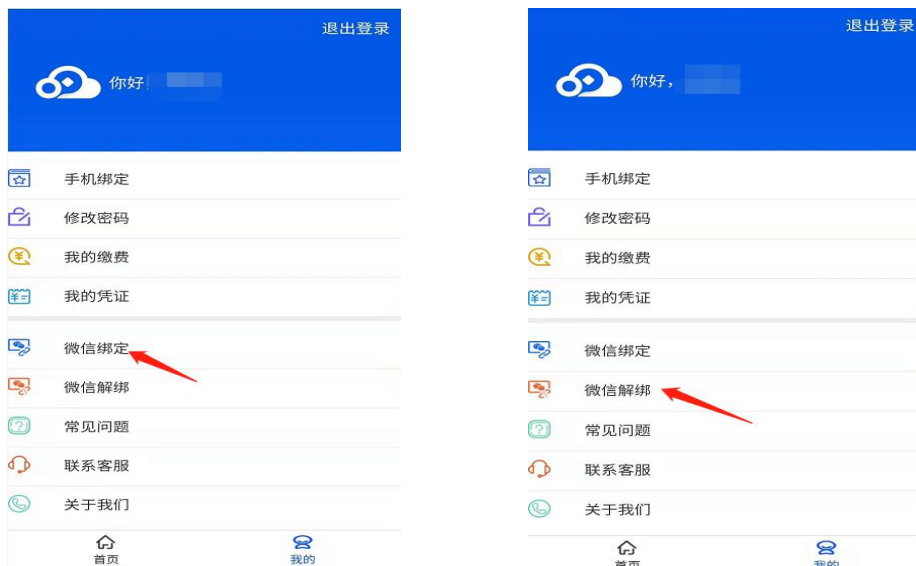 退出登录
你好
手机绑定
修改密码
我的缴费
我的凭证
微信绑定
微信解绑
常见问题
联系客服
关于我们
首页
我的
退出登录
你好，
手机绑定
修改密码
我的缴费
我的凭证
微信绑定
微信解绑
常见问题
联系客服
关于我们
首页
我的